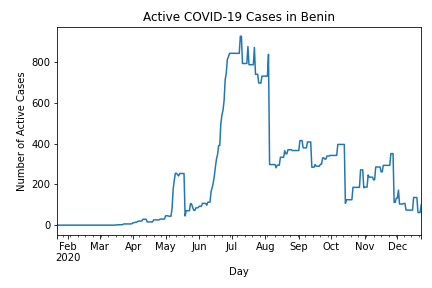 Active COVID-19 Cases in Benin
Number of Active Cases
800
600
400
200
0
Feb Mar Apr May Jun Jul Aug Sep Oct Nov Dec
2020
Day